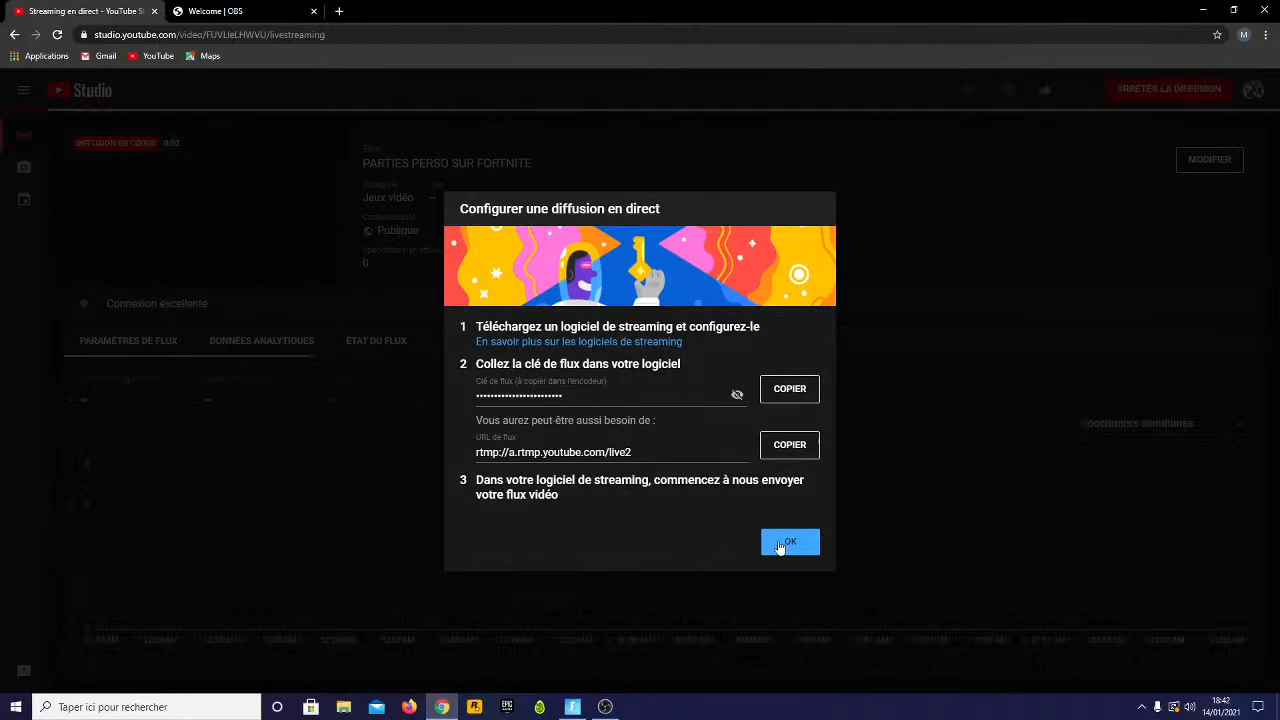 Streaming en direct - YouTube St
Welcome | OBS
studio.youtube.com/video/FUVLIeLHWVU/livestreaming
M
Applications
Gmail
YouTube
Maps
Studio
ARRÊTER LA DIFFUSION
DIFFUSION EN COURS
0:02
Titre
PARTIES PERSO SUR FORTNITE
MODIFIER
Catégorie
Jeux vidéo
Confidentialité
Publique
0
Connexion excellente
PARAMÈTRES DE FLUX
DONNÉES ANALYTIQUES
ÉTAT DU FLUX
Configurer une diffusion en direct
1 Téléchargez un logiciel de streaming et configurez-le
En savoir plus sur les logiciels de streaming
2 Collez la clé de flux dans votre logiciel
Clé de flux (à copier dans l'encodeur)
•••••••••••••••••••••••• COPIER
Vous aurez peut-être aussi besoin de :
URL de flux
rtmp://a.rtmp.youtube.com/live2 COPIER
3 Dans votre logiciel de streaming, commencez à nous envoyer
votre flux vidéo
OK
Taper ici pour rechercher
EPIC
18:42
14/01/2021